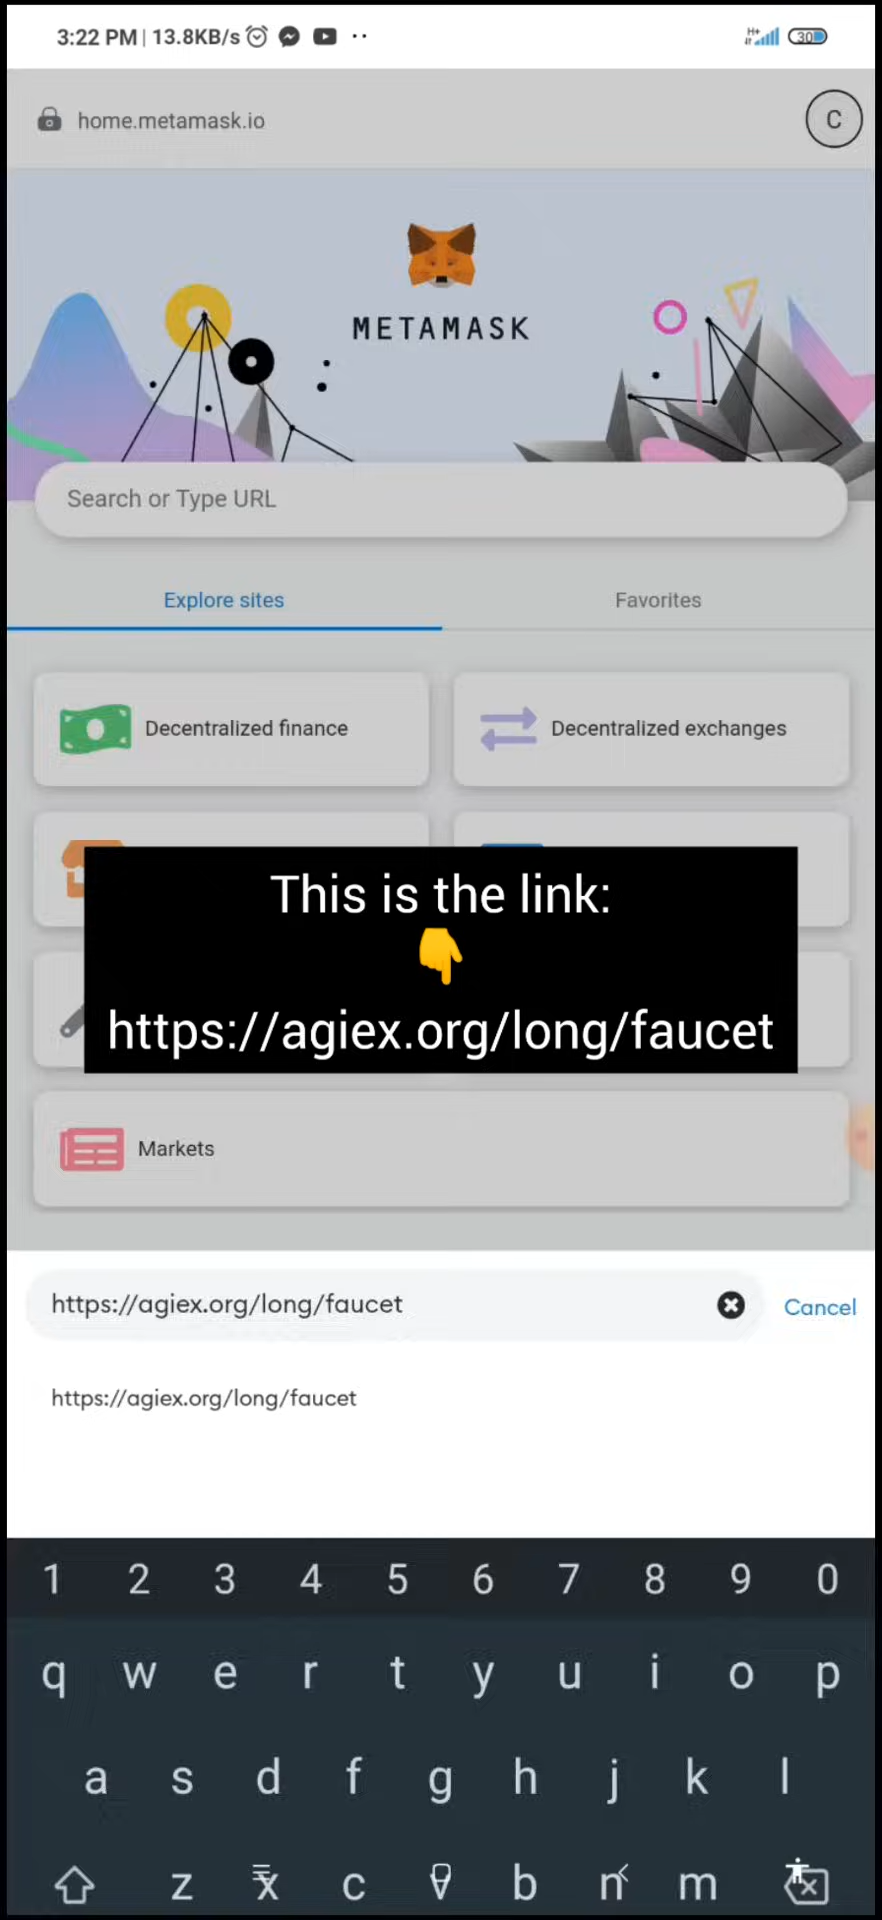 3:22 PM | 13.8KB/s
H+
30
home.metamask.io
C
METAMASK
Search or Type URL
Explore sites
Favorites
Decentralized finance
Decentralized exchanges
This is the link:
👇
https://agiex.org/long/faucet
Markets
https://agiex.org/long/faucet
Cancel
https://agiex.org/long/faucet
1 2 3 4 5 6 7 8 9 0
q w e r t y u i o p
a s d f g h j k l
z x c v b n m